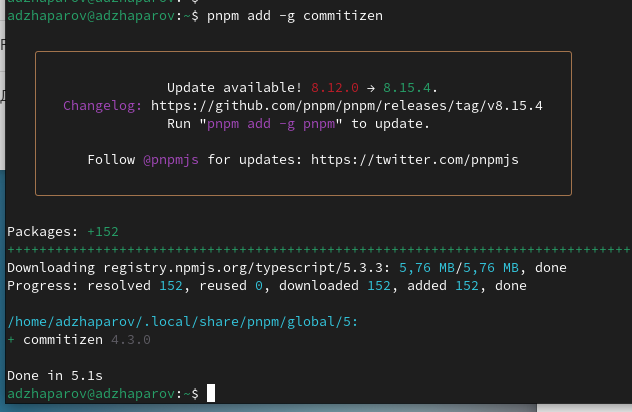 adzhaparov@adzhaparov:~$
adzhaparov@adzhaparov:~$ pnpm add -g commitizen
Update available! 8.12.0 → 8.15.4.
Changelog: https://github.com/pnpm/pnpm/releases/tag/v8.15.4
Run "pnpm add -g pnpm" to update.
Follow @pnpmjs for updates: https://twitter.com/pnpmjs
Packages: +152
++++++++++++++++++++++++++++++++++++++++++++++++++++++++++++++++++++++++++++++
Downloading registry.npmjs.org/typescript/5.3.3: 5,76 MB/5,76 MB, done
Progress: resolved 152, reused 0, downloaded 152, added 152, done
/home/adzhaparov/.local/share/pnpm/global/5:
+ commitizen 4.3.0
Done in 5.1s
adzhaparov@adzhaparov:~$